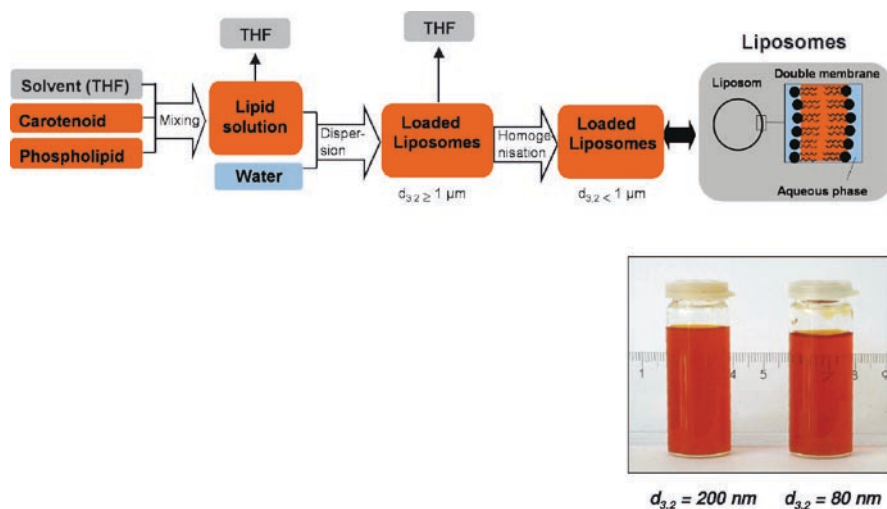 THF
THF
Liposomes
Solvent (THF)
Carotenoid
Phospholipid
Mixing
Lipid
solution
Water
Disper-
sion
Loaded
Liposomes
d3,2 ≥ 1 µm
Homoge
nisation
Loaded
Liposomes
d3,2 < 1 µm
Liposom
Double membrane
Aqueous phase
1 4 5 7 8 9
d3,2 = 200 nm d3,2 = 80 nm